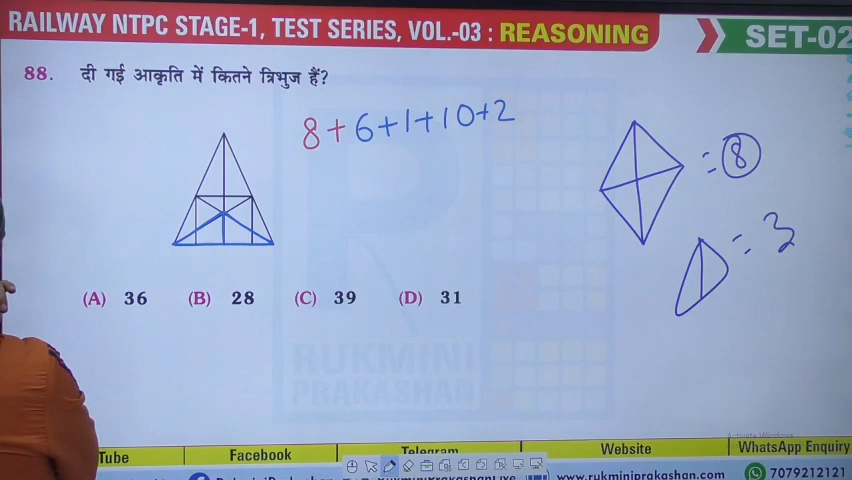 RAILWAY NTPC STAGE-1, TEST SERIES, VOL.-03 : REASONING
SET-02
88. दी गई आकृति में कितने त्रिभुज हैं?
8+6+1+10+2
= 8
= 3
(A) 36 (B) 28 (C) 39 (D) 31
RUKMINI
PRAKASHAN
Activate Windows
Tube Facebook Telegram Website WhatsApp Enquiry
www.rukminiprakashan.com 7079212121